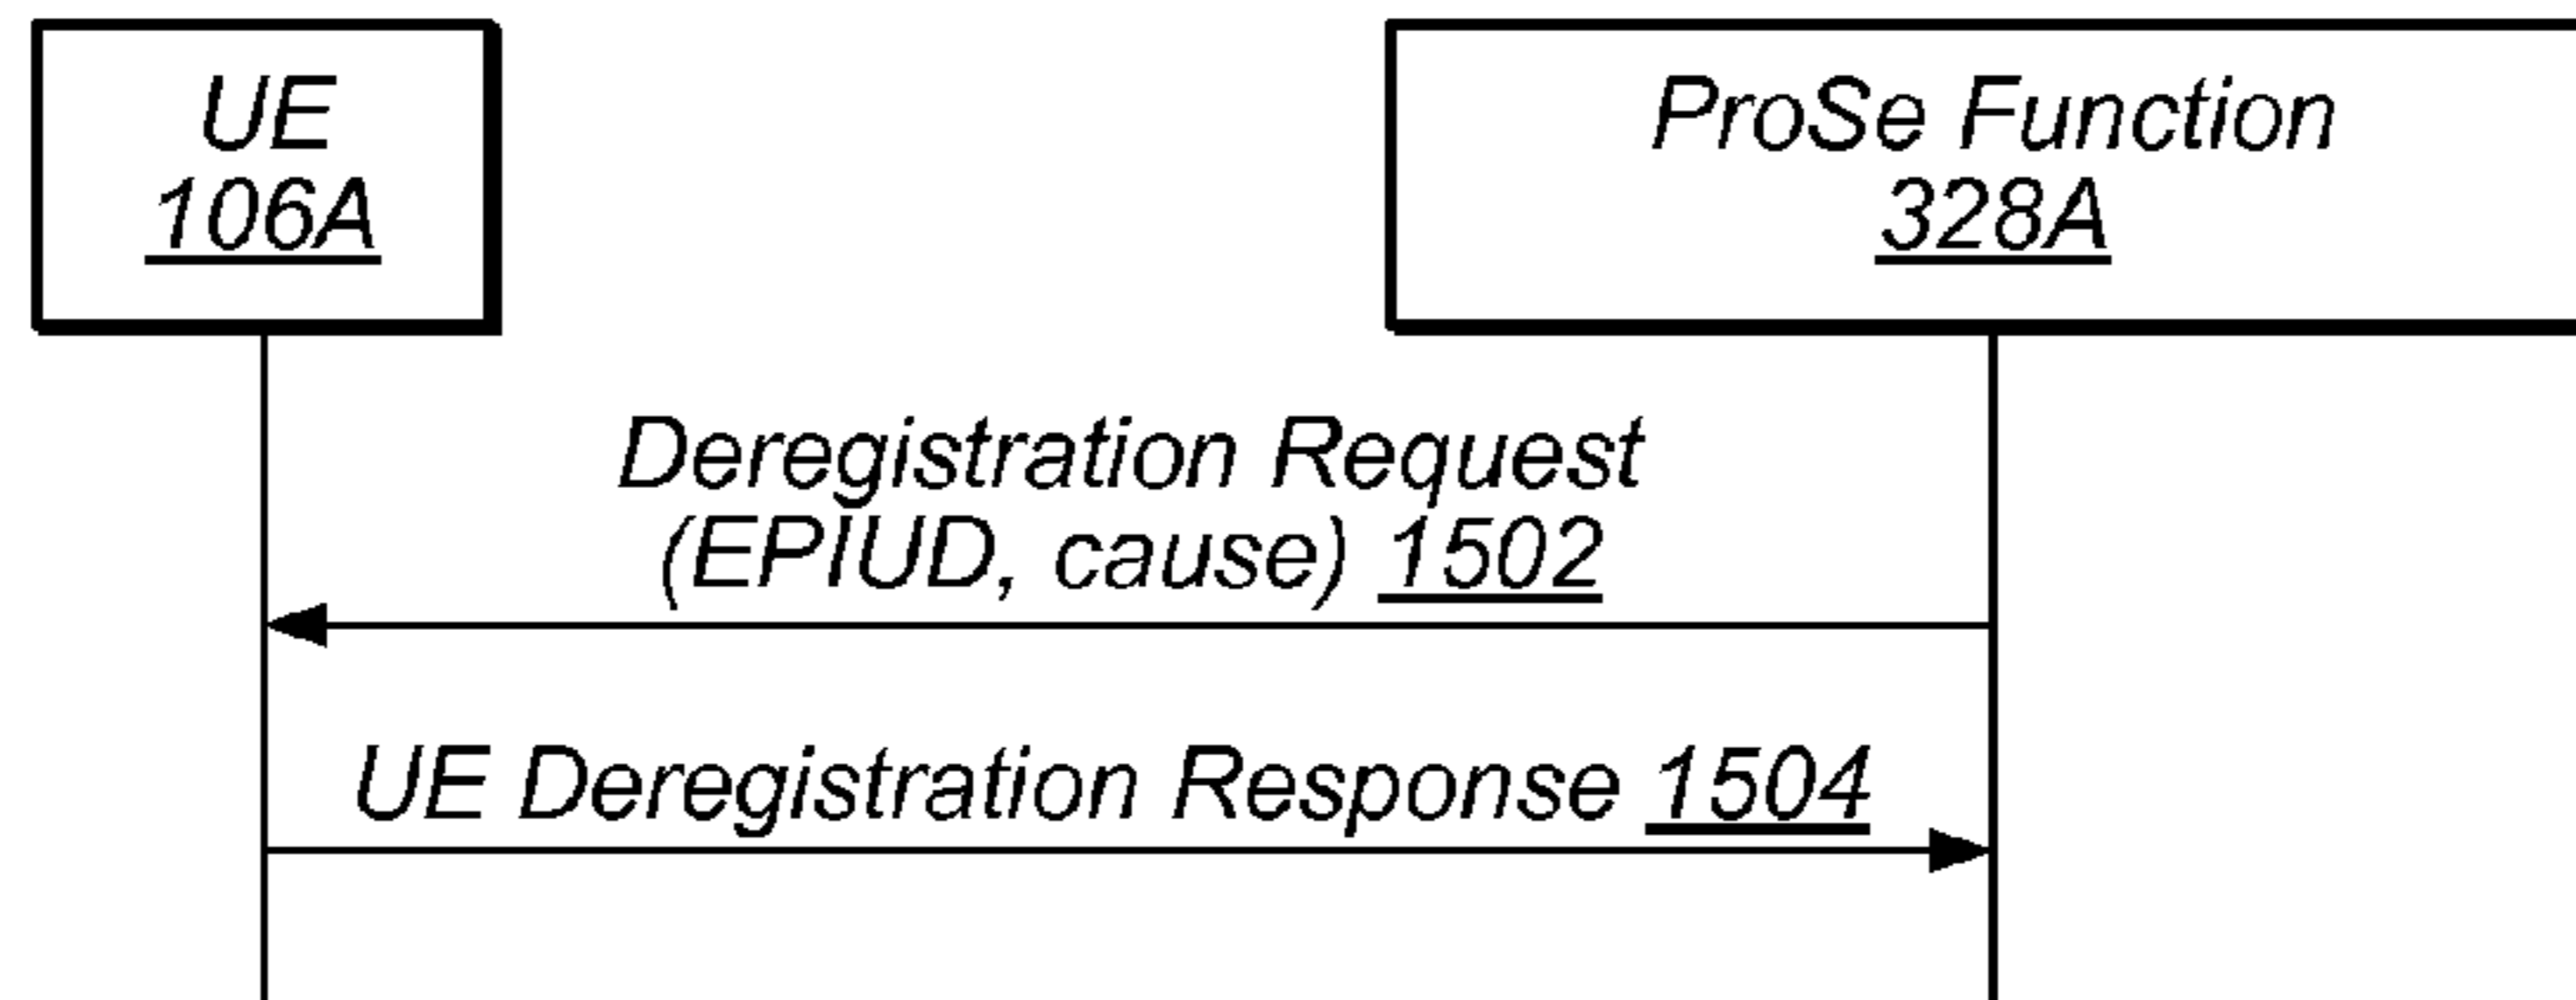 UE
106A
ProSe Function
328A
Deregistration Request
(EPIUD, cause) 1502
UE Deregistration Response 1504